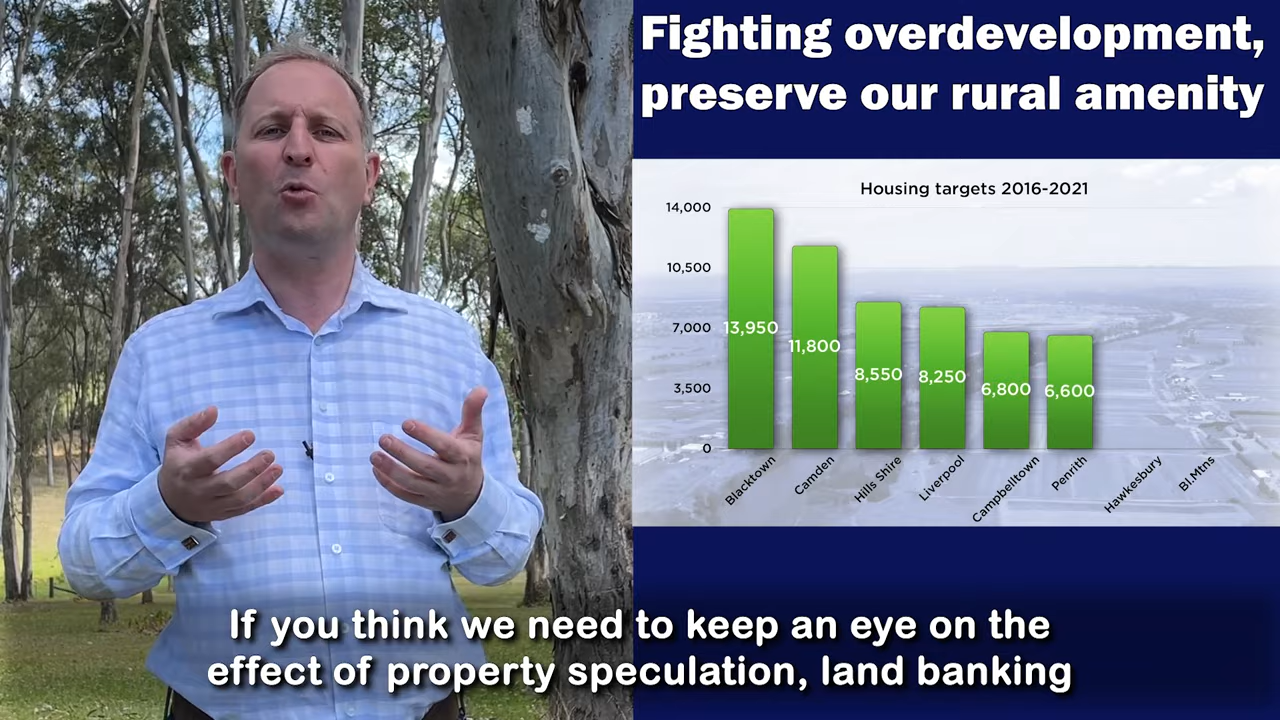 Fighting overdevelopment,
preserve our rural amenity
Housing targets 2016-2021
14,000
10,500
7,000
3,500
0
13,950
11,800
8,550
8,250
6,800
6,600
Blacktown
Camden
Hills Shire
Liverpool
Campbelltown
Penrith
Hawkesbury
Bl.Mtns
If you think we need to keep an eye on the
effect of property speculation, land banking